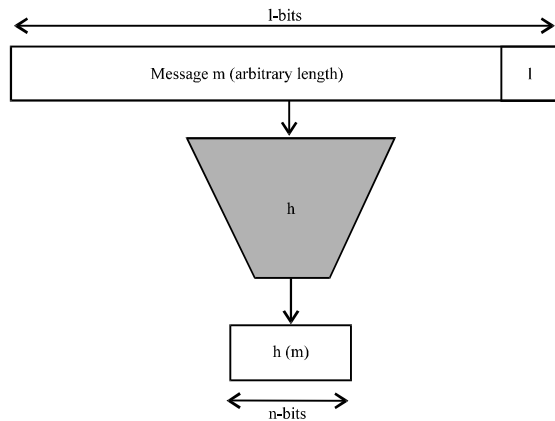 l-bits
Message m (arbitrary length)
l
h
h (m)
n-bits